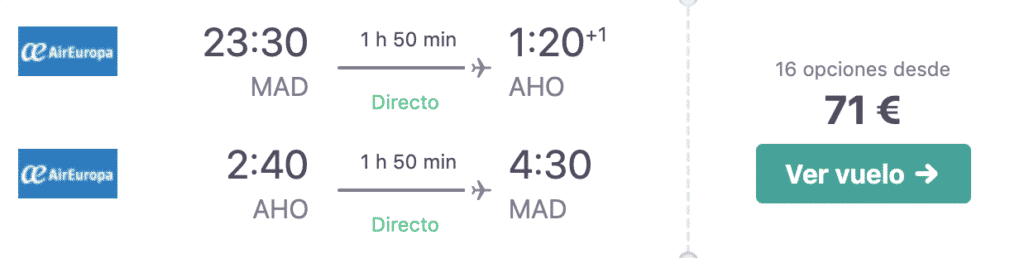 AirEuropa
23:30
1 h 50 min
1:20+1
MAD
Directo
AHO
AirEuropa
2:40
1 h 50 min
4:30
AHO
Directo
MAD
16 opciones desde
71 €
Ver vuelo →